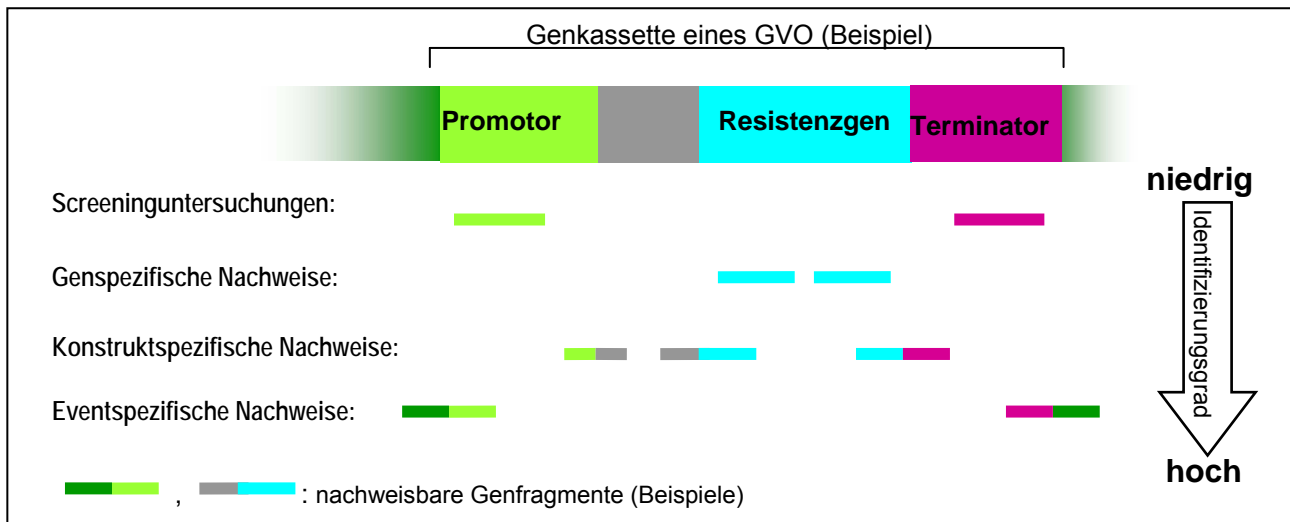 Genkassette eines GVO (Beispiel)
Promotor
Resistenzgen
Terminator
niedrig
Screeninguntersuchungen:
Genspezifische Nachweise:
Konstruktspezifische Nachweise:
Eventspezifische Nachweise:
Identifizierungsgrad
hoch
, : nachweisbare Genfragmente (Beispiele)